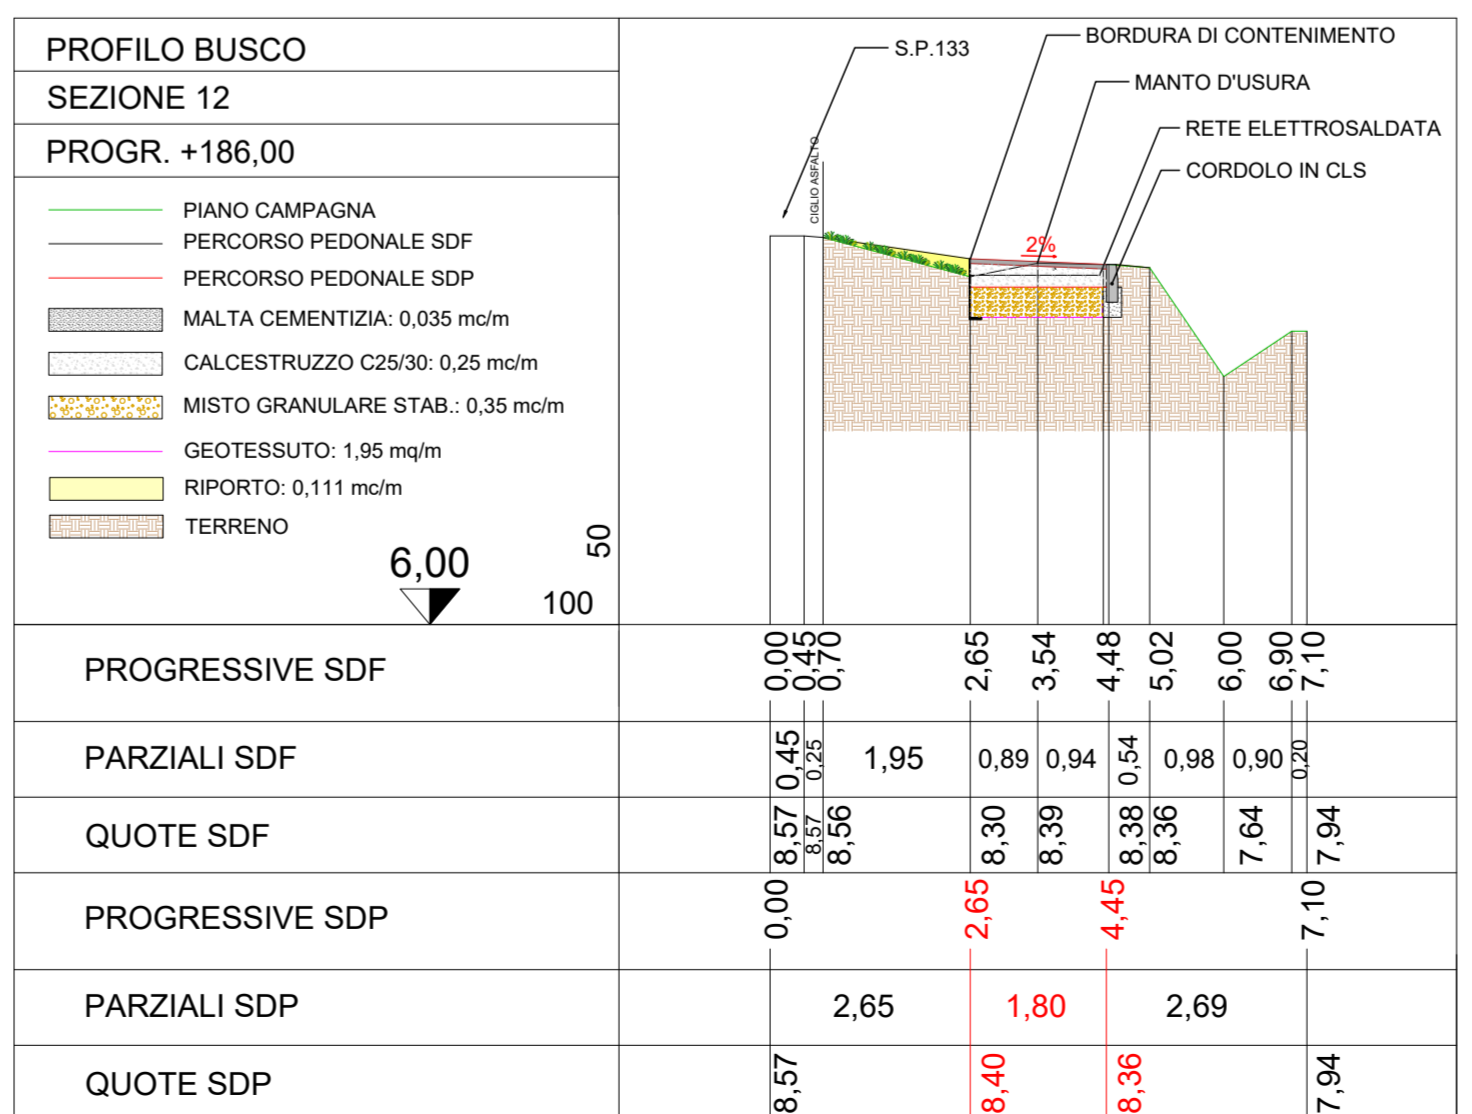 PROFILO BUSCO
SEZIONE 12
PROGR. +186,00
PIANO CAMPAGNA
PERCORSO PEDONALE SDF
PERCORSO PEDONALE SDP
MALTA CEMENTIZIA: 0,035 mc/m
CALCESTRUZZO C25/30: 0,25 mc/m
MISTO GRANULARE STAB.: 0,35 mc/m
GEOTESSUTO: 1,95 mq/m
RIPORTO: 0,111 mc/m
TERRENO
6,00
50
100
S.P.133
BORDURA DI CONTENIMENTO
MANTO D'USURA
RETE ELETTROSALDATA
CORDOLO IN CLS
CIGLIO ASFALTO
2%
PROGRESSIVE SDF 0,00 0,45 0,70 2,65 3,54 4,48 5,02 6,00 6,90 7,10
PARZIALI SDF 0,45 0,25 1,95 0,89 0,94 0,54 0,98 0,90 0,20
QUOTE SDF 8,57 8,57 8,56 8,30 8,39 8,38 8,36 7,64 7,94
PROGRESSIVE SDP 0,00 2,65 4,45 7,10
PARZIALI SDP 2,65 1,80 2,69
QUOTE SDP 8,57 8,40 8,36 7,94